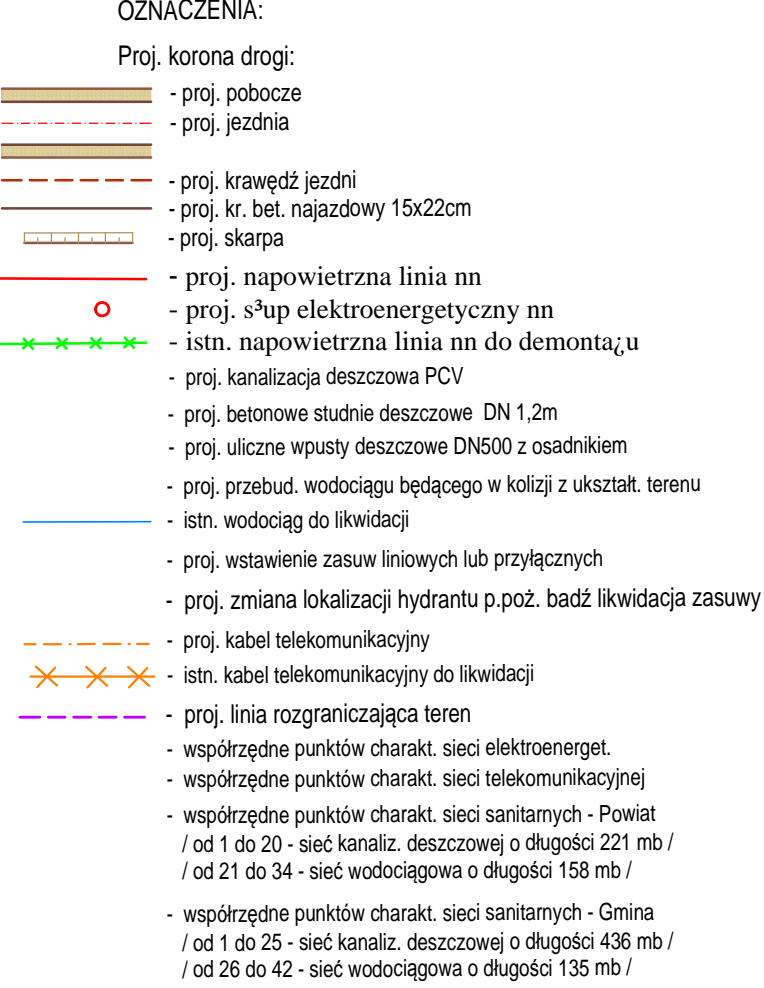 OZNACZENIA:
Proj. korona drogi:
- proj. pobocze
- proj. jezdnia
- proj. krawędź jezdni
- proj. kr. bet. najazdowy 15x22cm
- proj. skarpa
- proj. napowietrzna linia nn
- proj. s³up elektroenergetyczny nn
- istn. napowietrzna linia nn do demonta¿u
- proj. kanalizacja deszczowa PCV
- proj. betonowe studnie deszczowe DN 1,2m
- proj. uliczne wpusty deszczowe DN500 z osadnikiem
- proj. przebud. wodociągu będącego w kolizji z ukształt. terenu
- istn. wodociąg do likwidacji
- proj. wstawienie zasuw liniowych lub przyłącznych
- proj. zmiana lokalizacji hydrantu p.poż. badź likwidacja zasuwy
- proj. kabel telekomunikacyjny
- istn. kabel telekomunikacyjny do likwidacji
- proj. linia rozgraniczająca teren
- współrzędne punktów charakt. sieci elektroenerget.
- współrzędne punktów charakt. sieci telekomunikacyjnej
- współrzędne punktów charakt. sieci sanitarnych - Powiat
/ od 1 do 20 - sieć kanaliz. deszczowej o długości 221 mb /
/ od 21 do 34 - sieć wodociągowa o długości 158 mb /
- współrzędne punktów charakt. sieci sanitarnych - Gmina
/ od 1 do 25 - sieć kanaliz. deszczowej o długości 436 mb /
/ od 26 do 42 - sieć wodociągowa o długości 135 mb /